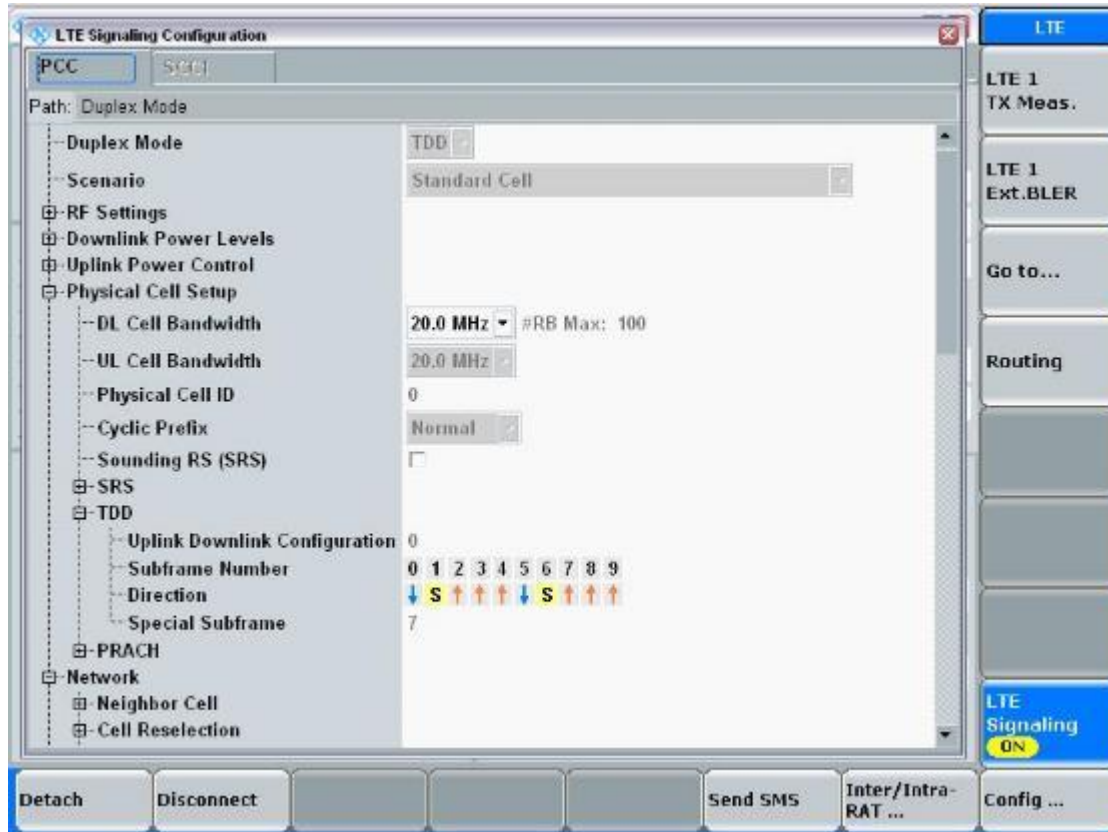 LTE Signaling Configuration
LTE
PCC
Path: Duplex Mode
LTE 1
TX Meas.
Duplex Mode TDD
Scenario Standard Cell
LTE 1
Ext.BLER
RF Settings
Downlink Power Levels
Uplink Power Control
Go to...
Physical Cell Setup
DL Cell Bandwidth 20.0 MHz #RB Max: 100
UL Cell Bandwidth 20.0 MHz
Routing
Physical Cell ID 0
Cyclic Prefix Normal
Sounding RS (SRS)
SRS
TDD
Uplink Downlink Configuration 0
Subframe Number 0 1 2 3 4 5 6 7 8 9
Direction ↓ S ↑ ↑ ↑ ↓ S ↑ ↑ ↑
Special Subframe 7
PRACH
Network
Neighbor Cell
Cell Reselection
LTE
Signaling
ON
Detach
Disconnect
Send SMS
Inter/Intra-
RAT ...
Config ...